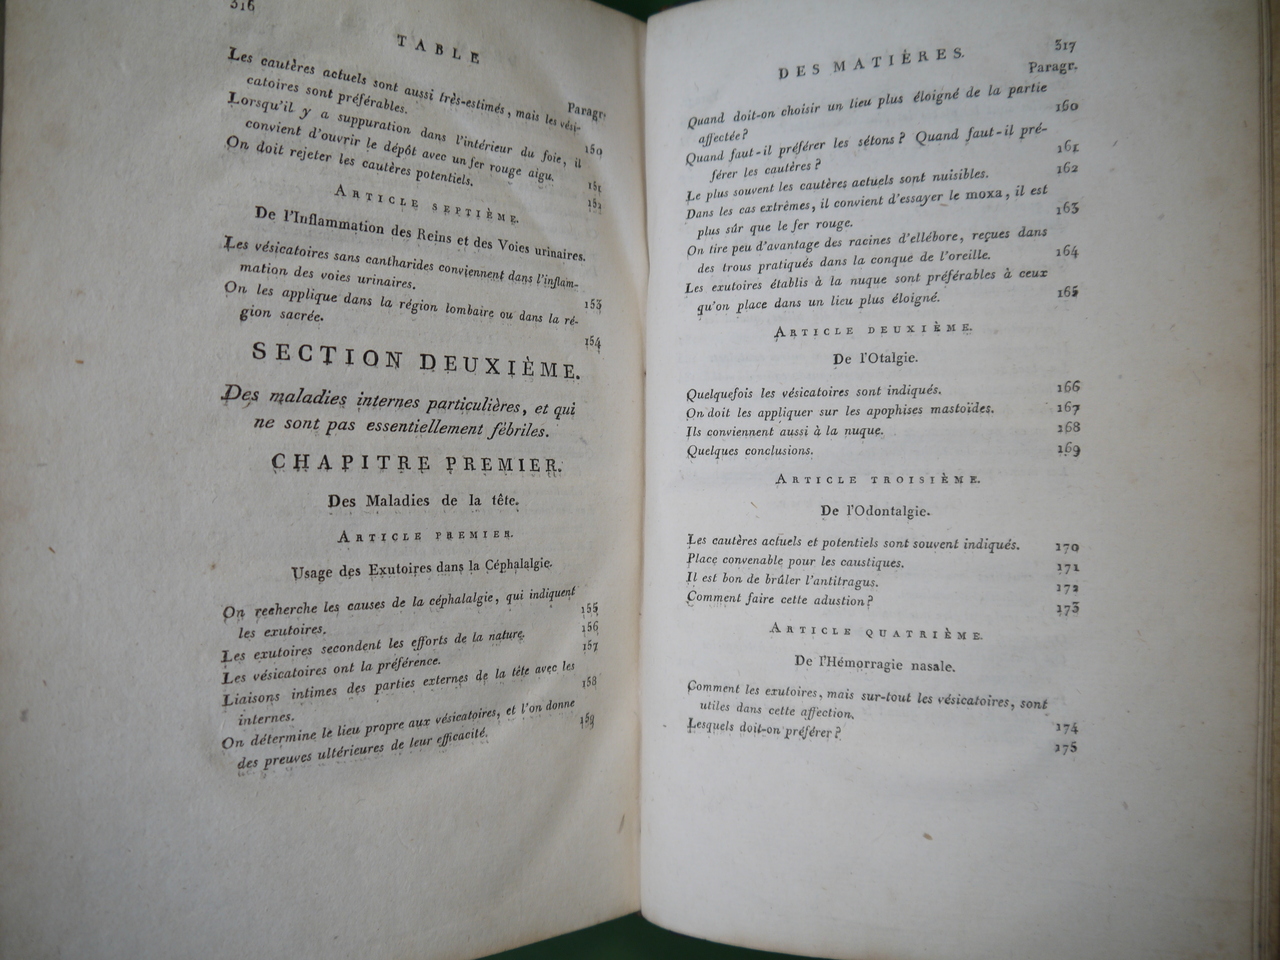 316
TABLE
Paragr.
Les cautères actuels sont aussi très-estimés, mais les vési-
catoires sont préférables. 150
Lorsqu'il y a suppuration dans l'intérieur du foie, il
convient d'ouvrir le dépôt avec un fer rouge aigu. 151
On doit rejeter les cautères potentiels. 152
ARTICLE SEPTIÈME.
De l'Inflammation des Reins et des Voies urinaires.
Les vésicatoires sans cantharides conviennent dans l'inflam-
mation des voies urinaires. 153
On les applique dans la région lombaire ou dans la ré-
gion sacrée. 154
SECTION DEUXIÈME.
Des maladies internes particulières, et qui
ne sont pas essentiellement fébriles.
CHAPITRE PREMIER.
Des Maladies de la tête.
ARTICLE PREMIER.
Usage des Exutoires dans la Céphalalgie.
On recherche les causes de la céphalalgie, qui indiquent
les exutoires. 155
Les exutoires secondent les efforts de la nature. 156
Les vésicatoires ont la préférence. 157
Liaisons intimes des parties externes de la tête avec les
internes. 158
On détermine le lieu propre aux vésicatoires, et l'on donne
des preuves ultérieures de leur efficacité. 159
DES MATIÈRES. 317
Paragr.
Quand doit-on choisir un lieu plus éloigné de la partie
affectée ? 160
Quand faut-il préférer les sétons ? Quand faut-il pré-
férer les cautères ? 161
Le plus souvent les cautères actuels sont nuisibles. 162
Dans les cas extrêmes, il convient d'essayer le moxa, il est
plus sûr que le fer rouge. 163
On tire peu d'avantage des racines d'ellébore, reçues dans
des trous pratiqués dans la conque de l'oreille. 164
Les exutoires établis à la nuque sont préférables à ceux
qu'on place dans un lieu plus éloigné. 165
ARTICLE DEUXIÈME.
De l'Otalgie.
Quelquefois les vésicatoires sont indiqués. 166
On doit les appliquer sur les apophises mastoïdes. 167
Ils conviennent aussi à la nuque. 168
Quelques conclusions. 169
ARTICLE TROISIÈME.
De l'Odontalgie.
Les cautères actuels et potentiels sont souvent indiqués. 170
Place convenable pour les caustiques. 171
Il est bon de brûler l'antitragus. 172
Comment faire cette adustion ? 173
ARTICLE QUATRIÈME.
De l'Hémorragie nasale.
Comment les exutoires, mais sur-tout les vésicatoires, sont
utiles dans cette affection. 174
Lesquels doit-on préférer ? 175